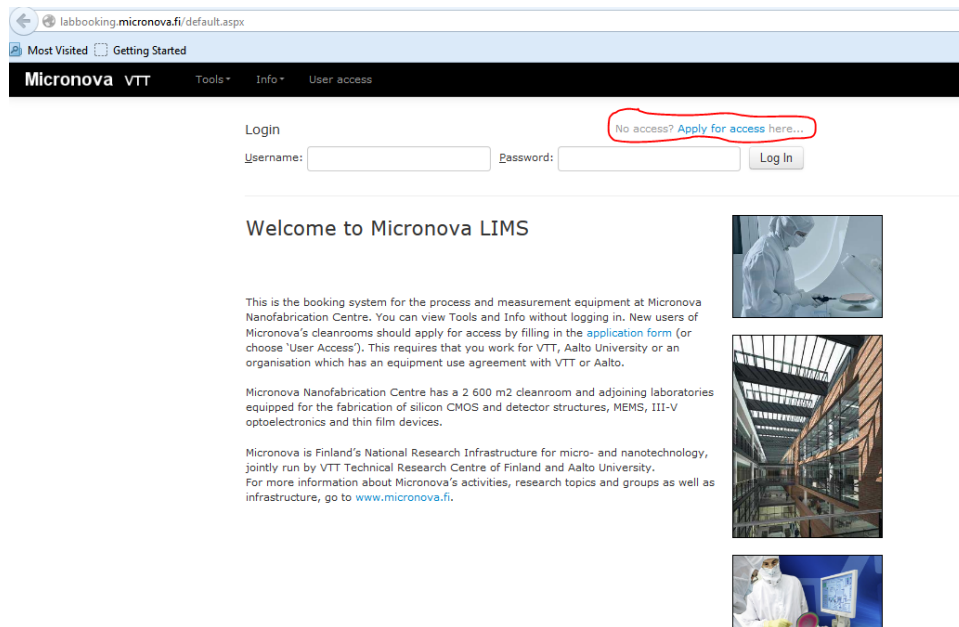 labbooking.micronova.fi/default.aspx
Most Visited Getting Started
Micronova VTT Tools Info User access
Login No access? Apply for access here...
Username: Password: Log In
Welcome to Micronova LIMS
This is the booking system for the process and measurement equipment at Micronova
Nanofabrication Centre. You can view Tools and Info without logging in. New users of
Micronova's cleanrooms should apply for access by filling in the application form (or
choose 'User Access'). This requires that you work for VTT, Aalto University or an
organisation which has an equipment use agreement with VTT or Aalto.
Micronova Nanofabrication Centre has a 2 600 m2 cleanroom and adjoining laboratories
equipped for the fabrication of silicon CMOS and detector structures, MEMS, III-V
optoelectronics and thin film devices.
Micronova is Finland's National Research Infrastructure for micro- and nanotechnology,
jointly run by VTT Technical Research Centre of Finland and Aalto University.
For more information about Micronova's activities, research topics and groups as well as
infrastructure, go to www.micronova.fi.